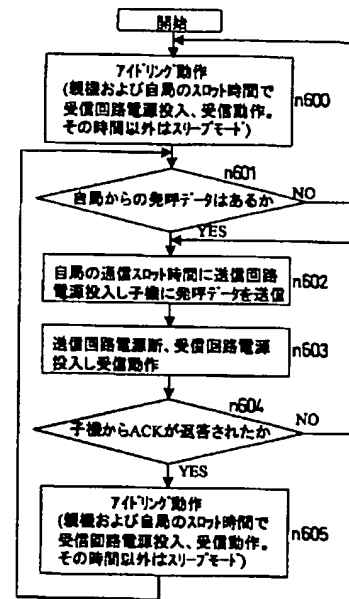 開始
アイドリング動作
(親機および自局のスロット時間で
受信回路電源投入、受信動作。
その時間以外はスリープモード)
n600
n601
自局からの発呼データはあるか
NO
YES
自局の通信スロット時間に送信回路
電源投入し子機に発呼データを送信
n602
送信回路電源断、受信回路電源
投入し受信動作
n603
n604
子機からACKが返答されたか
NO
YES
アイドリング動作
(親機および自局のスロット時間で
受信回路電源投入、受信動作。
その時間以外はスリープモード)
n605